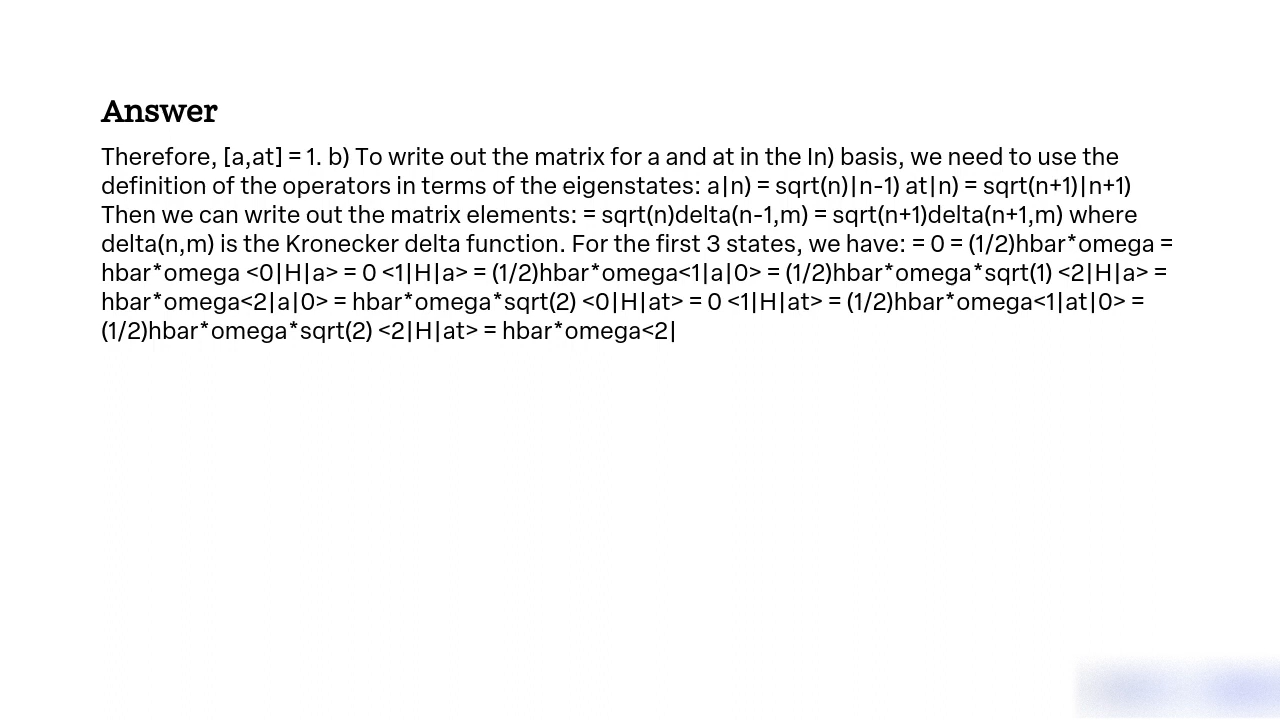 Answer
Therefore, [a,at] = 1. b) To write out the matrix for a and at in the In) basis, we need to use the
definition of the operators in terms of the eigenstates: a|n) = sqrt(n)|n-1) at|n) = sqrt(n+1)|n+1)
Then we can write out the matrix elements: = sqrt(n)delta(n-1,m) = sqrt(n+1)delta(n+1,m) where
delta(n,m) is the Kronecker delta function. For the first 3 states, we have: = 0 = (1/2)hbar*omega =
hbar*omega <0|H|a> = 0 <1|H|a> = (1/2)hbar*omega<1|a|0> = (1/2)hbar*omega*sqrt(1) <2|H|a> =
hbar*omega<2|a|0> = hbar*omega*sqrt(2) <0|H|at> = 0 <1|H|at> = (1/2)hbar*omega<1|at|0> =
(1/2)hbar*omega*sqrt(2) <2|H|at> = hbar*omega<2|